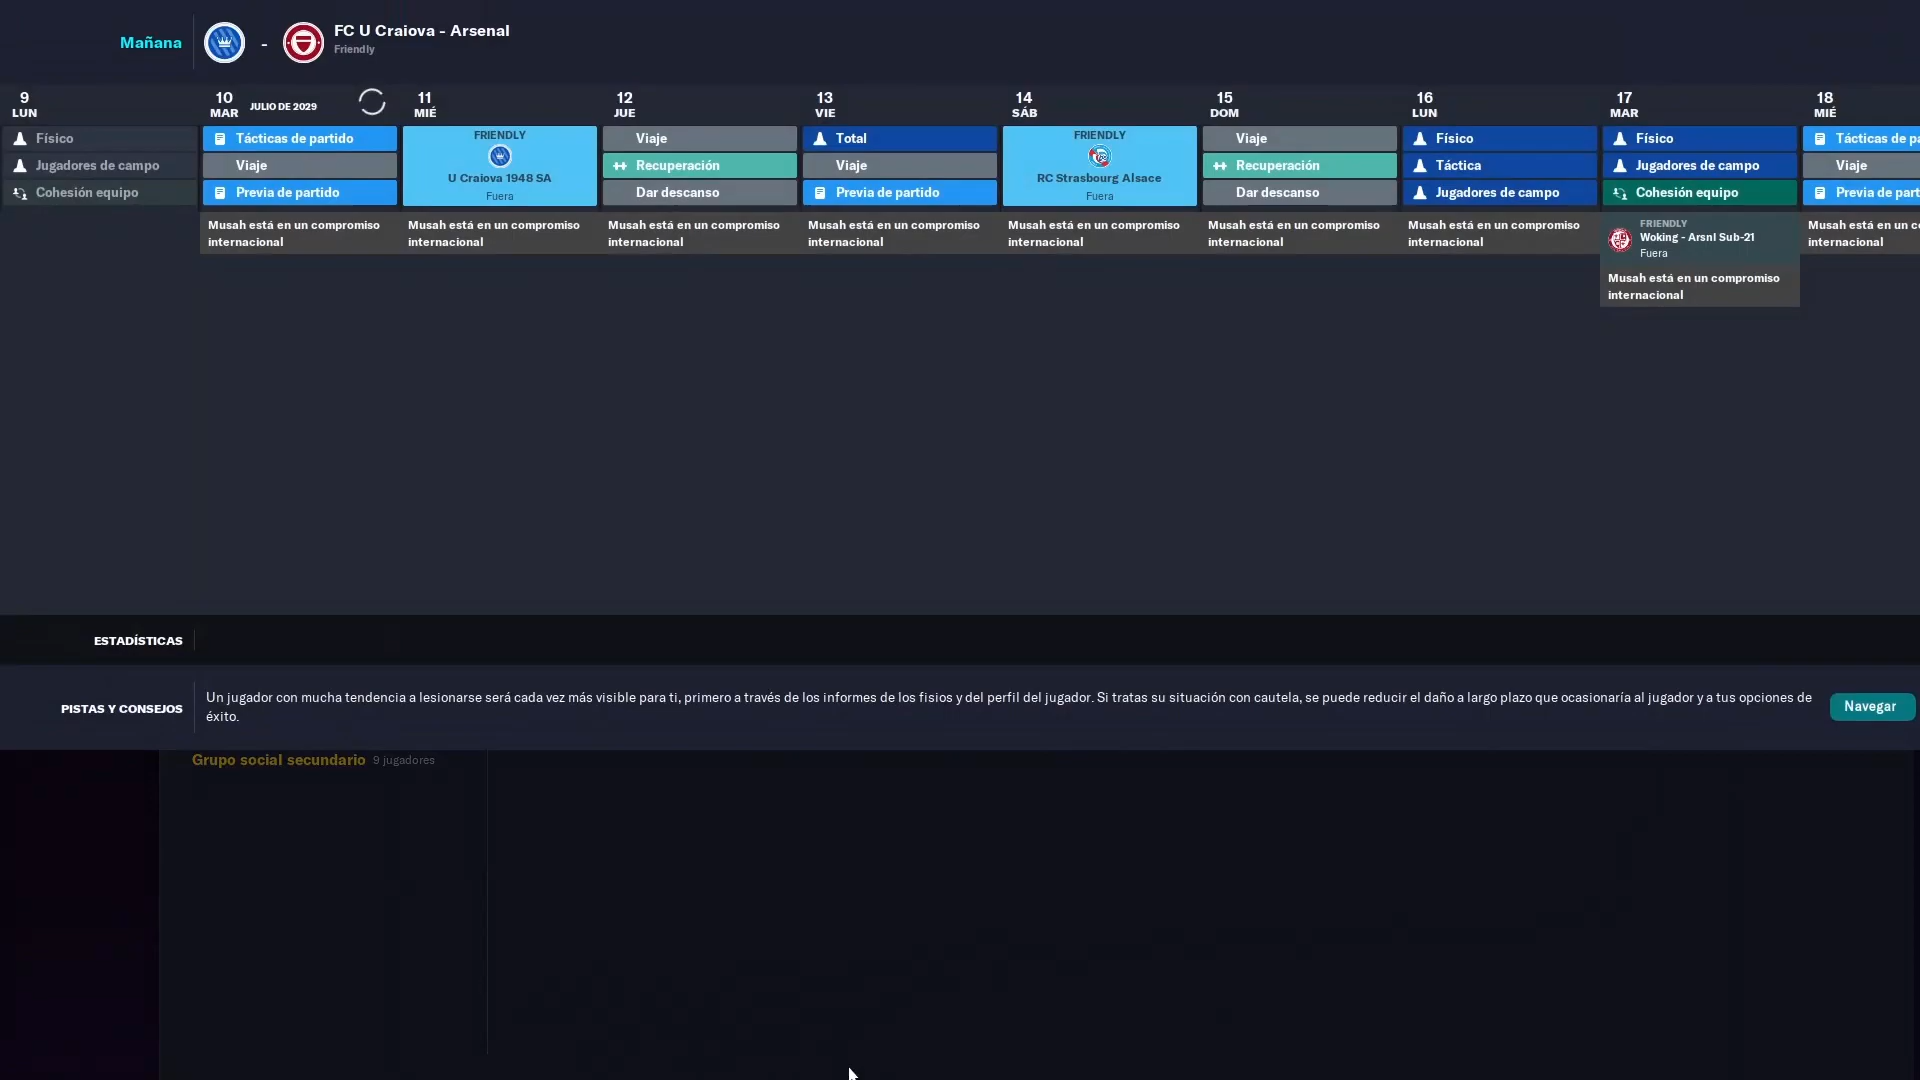 Mañana
-
FC U Craiova - Arsenal
Friendly
9
LUN
Físico
Jugadores de campo
Cohesión equipo
10
MAR
JULIO DE 2029
Tácticas de partido
Viaje
Previa de partido
Musah está en un compromiso
internacional
11
MIÉ
FRIENDLY
U Craiova 1948 SA
Fuera
Musah está en un compromiso
internacional
12
JUE
Viaje
Recuperación
Dar descanso
Musah está en un compromiso
internacional
13
VIE
Total
Viaje
Previa de partido
Musah está en un compromiso
internacional
14
SÁB
FRIENDLY
RC Strasbourg Alsace
Fuera
Musah está en un compromiso
internacional
15
DOM
Viaje
Recuperación
Dar descanso
Musah está en un compromiso
internacional
16
LUN
Físico
Táctica
Jugadores de campo
Musah está en un compromiso
internacional
17
MAR
Físico
Jugadores de campo
Cohesión equipo
FRIENDLY
Woking - Arsnl Sub-21
Fuera
Musah está en un compromiso
internacional
18
MIÉ
Tácticas de pa
Viaje
Previa de part
Musah está en un co
internacional
ESTADÍSTICAS
PISTAS Y CONSEJOS
Un jugador con mucha tendencia a lesionarse será cada vez más visible para ti, primero a través de los informes de los fisios y del perfil del jugador. Si tratas su situación con cautela, se puede reducir el daño a largo plazo que ocasionaría al jugador y a tus opciones de
éxito.
Navegar
Grupo social secundario 9 jugadores